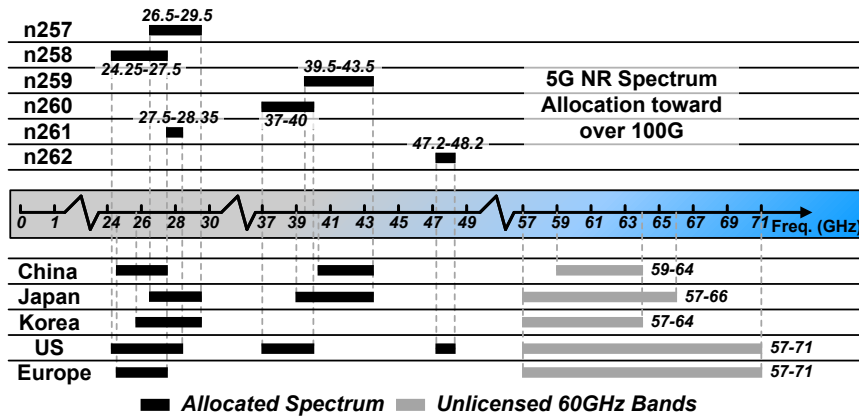 n257
26.5-29.5
n258
24.25-27.5
n259
39.5-43.5
5G NR Spectrum
n260
37-40
Allocation toward
n261
27.5-28.35
over 100G
n262
47.2-48.2
0 1 24 26 28 30 37 39 41 43 45 47 49 57 59 61 63 65 67 69 71 Freq. (GHz)
China
59-64
Japan
57-66
Korea
57-64
US
57-71
Europe
57-71
Allocated Spectrum Unlicensed 60GHz Bands